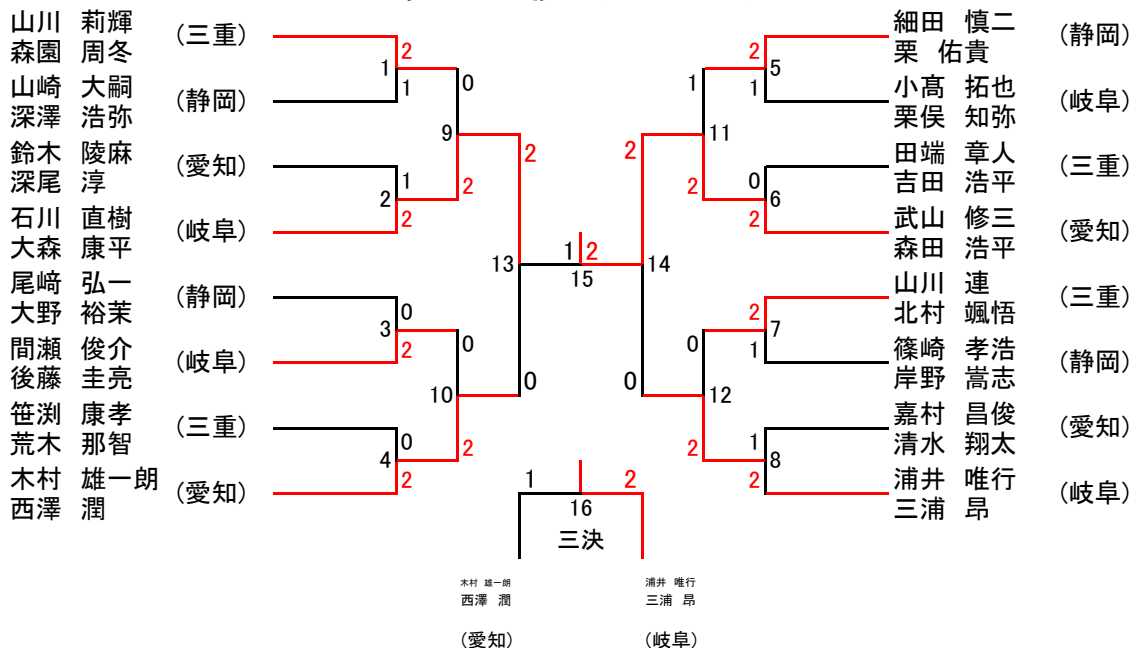 山川 莉輝
森園 周冬
(三重)
山崎 大嗣
深澤 浩弥
(静岡)
鈴木 陵麻
深尾 淳
(愛知)
石川 直樹
大森 康平
(岐阜)
尾﨑 弘一
大野 裕茉
(静岡)
間瀬 俊介
後藤 圭亮
(岐阜)
笹渕 康孝
荒木 那智
(三重)
木村 雄一朗
西澤 潤
(愛知)
2
1
1
1
2
2
0
3
2
0
4
2
0
9
2
0
10
2
2
13
0
1 2
15
2
14
0
1
11
2
0
12
2
2
5
1
0
6
2
2
7
1
1
8
2
細田 慎二
栗 佑貴
(静岡)
小髙 拓也
栗俣 知弥
(岐阜)
田端 章人
吉田 浩平
(三重)
武山 修三
森田 浩平
(愛知)
山川 連
北村 颯悟
(三重)
篠崎 孝浩
岸野 嵩志
(静岡)
嘉村 昌俊
清水 翔太
(愛知)
浦井 唯行
三浦 昂
(岐阜)
1 2
16
三決
木村 雄一朗
西澤 潤
(愛知)
浦井 唯行
三浦 昂
(岐阜)